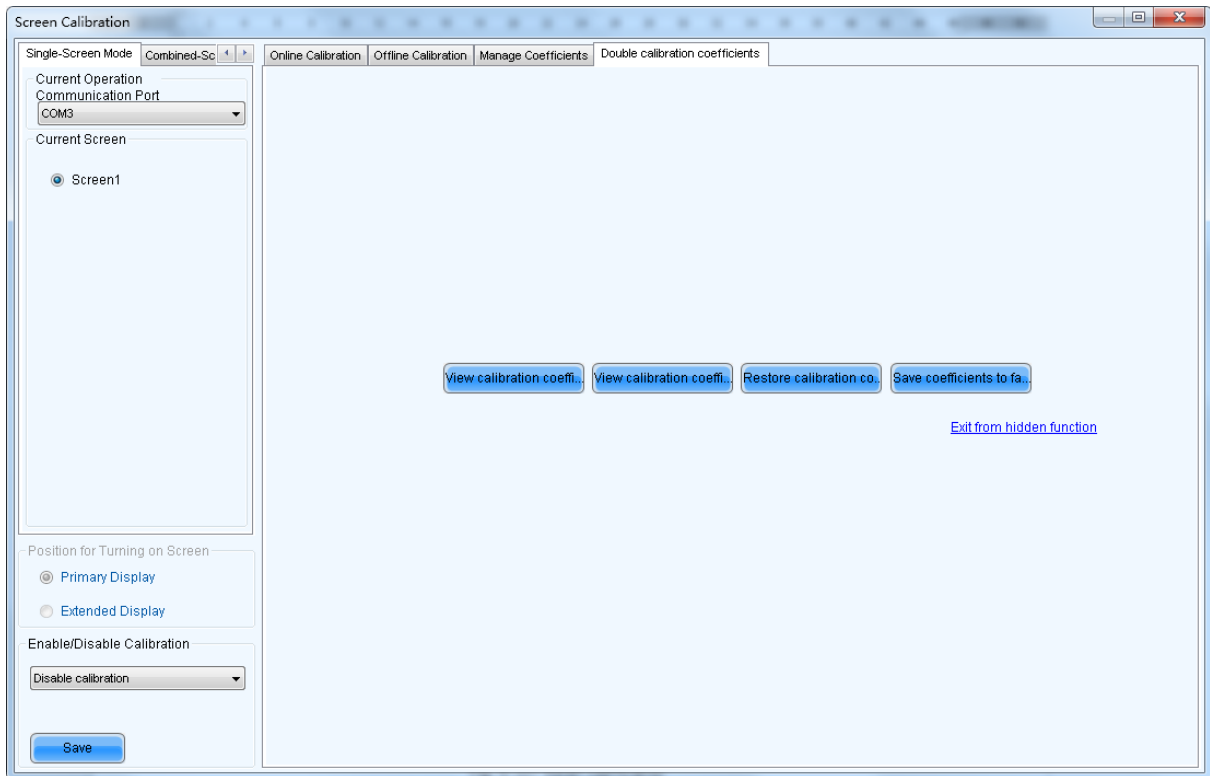 Screen Calibration
Single-Screen Mode
Combined-Sc
Online Calibration
Offline Calibration
Manage Coefficients
Double calibration coefficients
Current Operation
Communication Port
COM3
Current Screen
Screen1
View calibration coeffi...
View calibration coeffi...
Restore calibration co...
Save coefficients to fa...
Exit from hidden function
Position for Turning on Screen
Primary Display
Extended Display
Enable/Disable Calibration
Disable calibration
Save